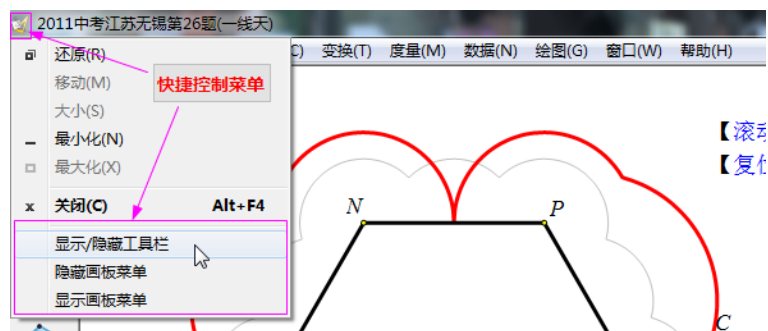 2011中考江苏无锡第26题(一线天)
C) 变换(T) 度量(M) 数据(N) 绘图(G) 窗口(W) 帮助(H)
还原(R)
移动(M)
快捷控制菜单
大小(S)
最小化(N)
最大化(X)
关闭(C) Alt+F4
显示/隐藏工具栏
隐藏画板菜单
显示画板菜单
【滚动
【复位
N
P
C